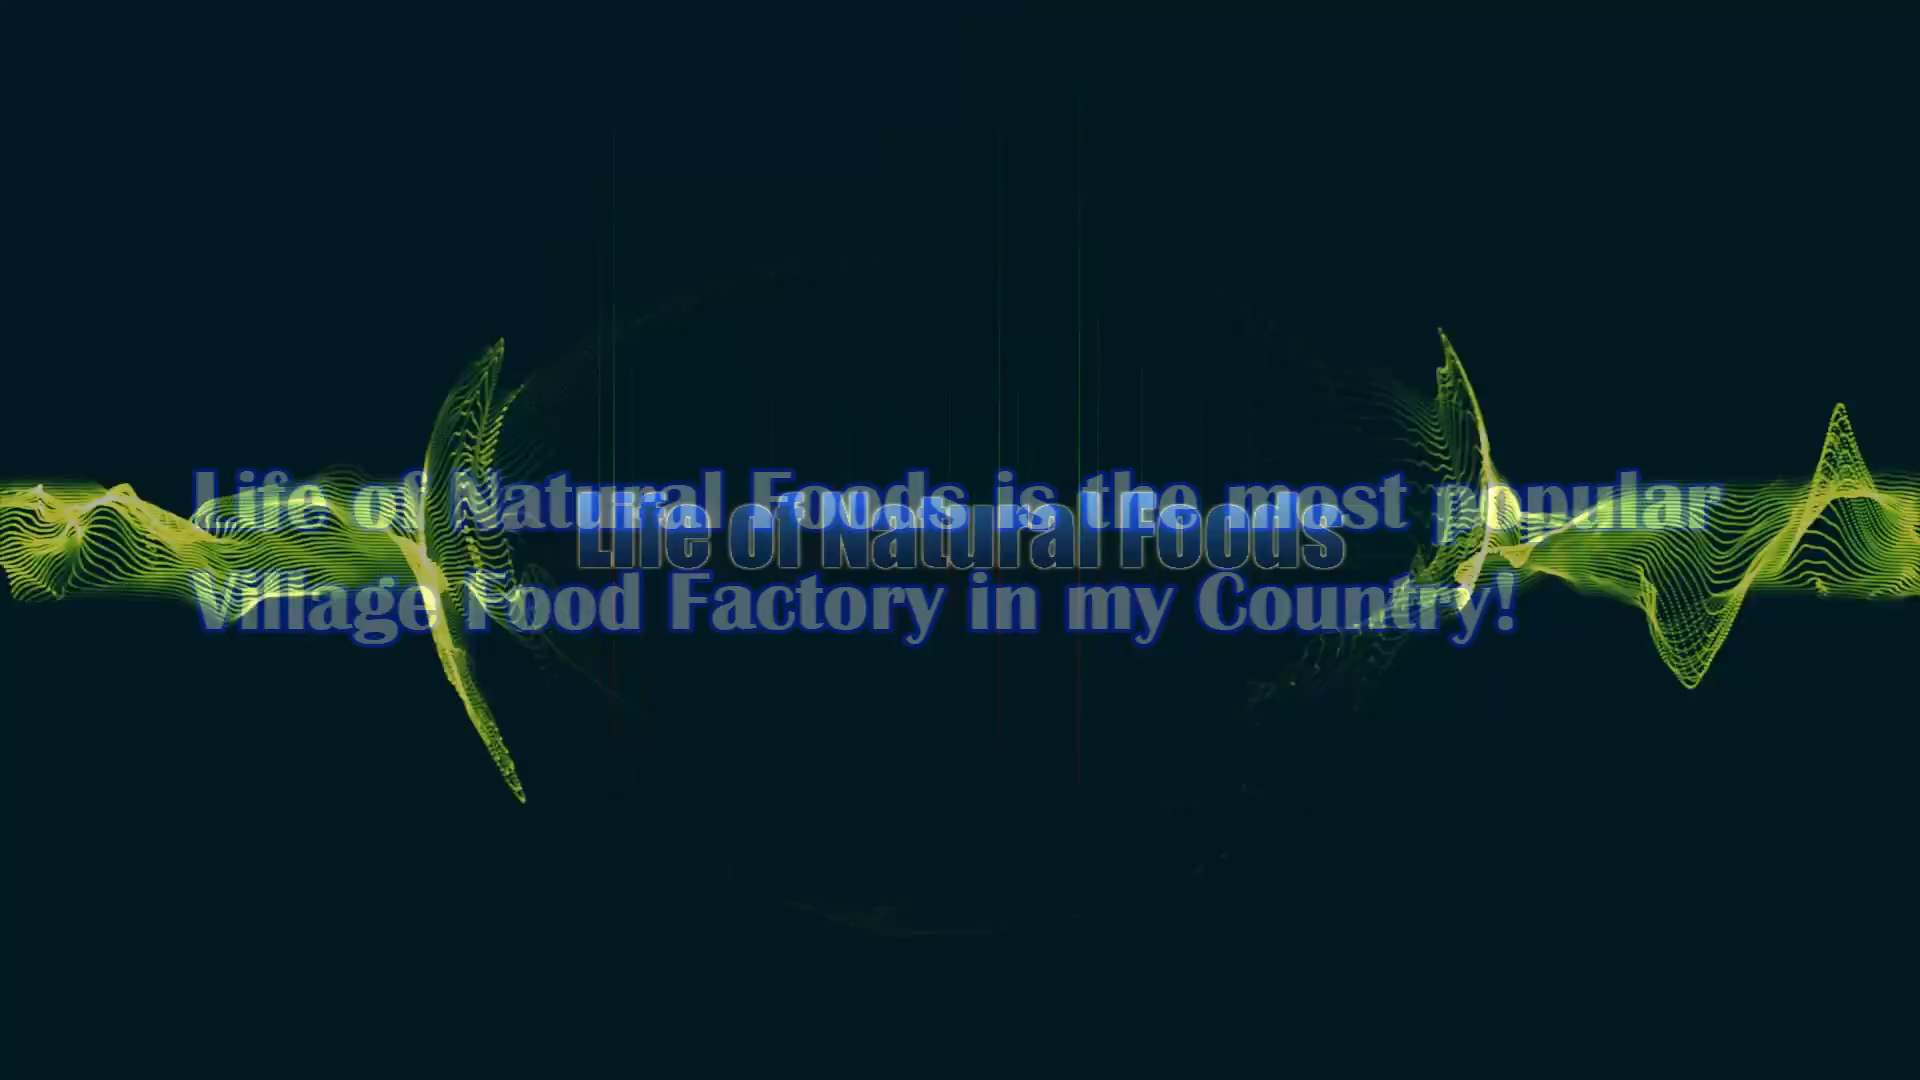 Life of Natural Foods is the most popular
Life of Natural Foods
Village Food Factory in my Country!